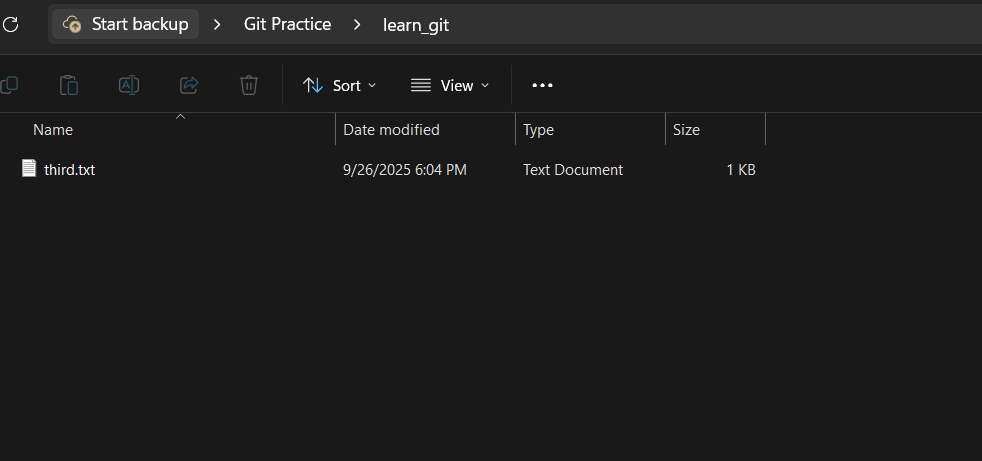 Start backup > Git Practice > learn_git
Sort View •••
Name Date modified Type Size
third.txt 9/26/2025 6:04 PM Text Document 1 KB